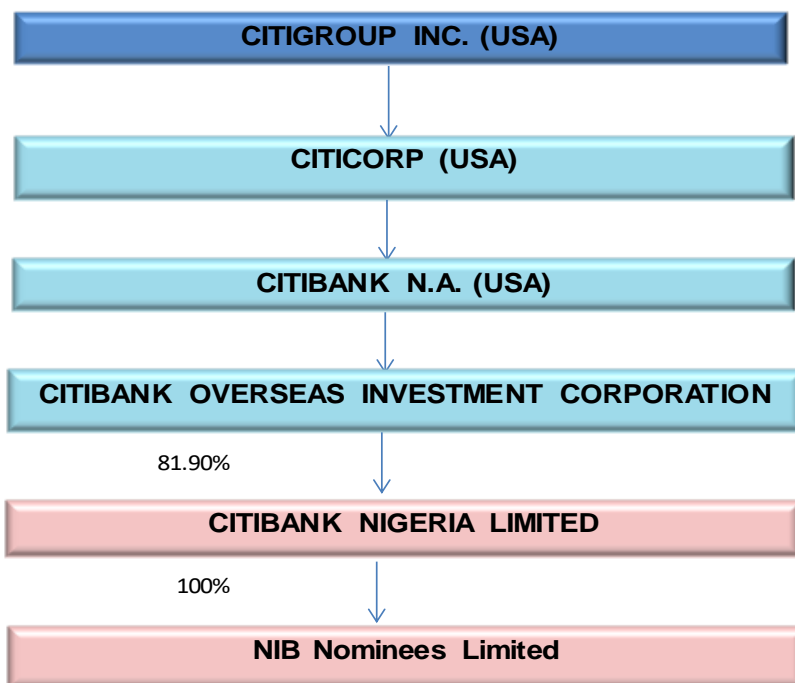 CITIGROUP INC. (USA)
CITICORP (USA)
CITIBANK N.A. (USA)
CITIBANK OVERSEAS INVESTMENT CORPORATION
81.90%
CITIBANK NIGERIA LIMITED
100%
NIB Nominees Limited